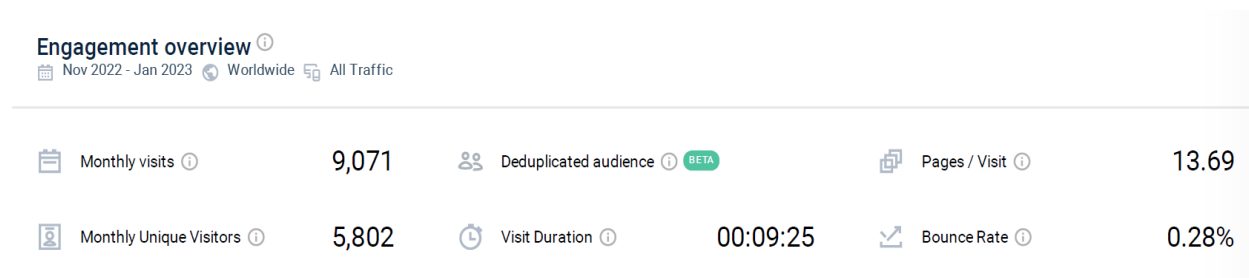 Engagement overview
Nov 2022 - Jan 2023 Worldwide All Traffic
Monthly visits 9,071 Deduplicated audience BETA Pages / Visit 13.69
Monthly Unique Visitors 5,802 Visit Duration 00:09:25 Bounce Rate 0.28%